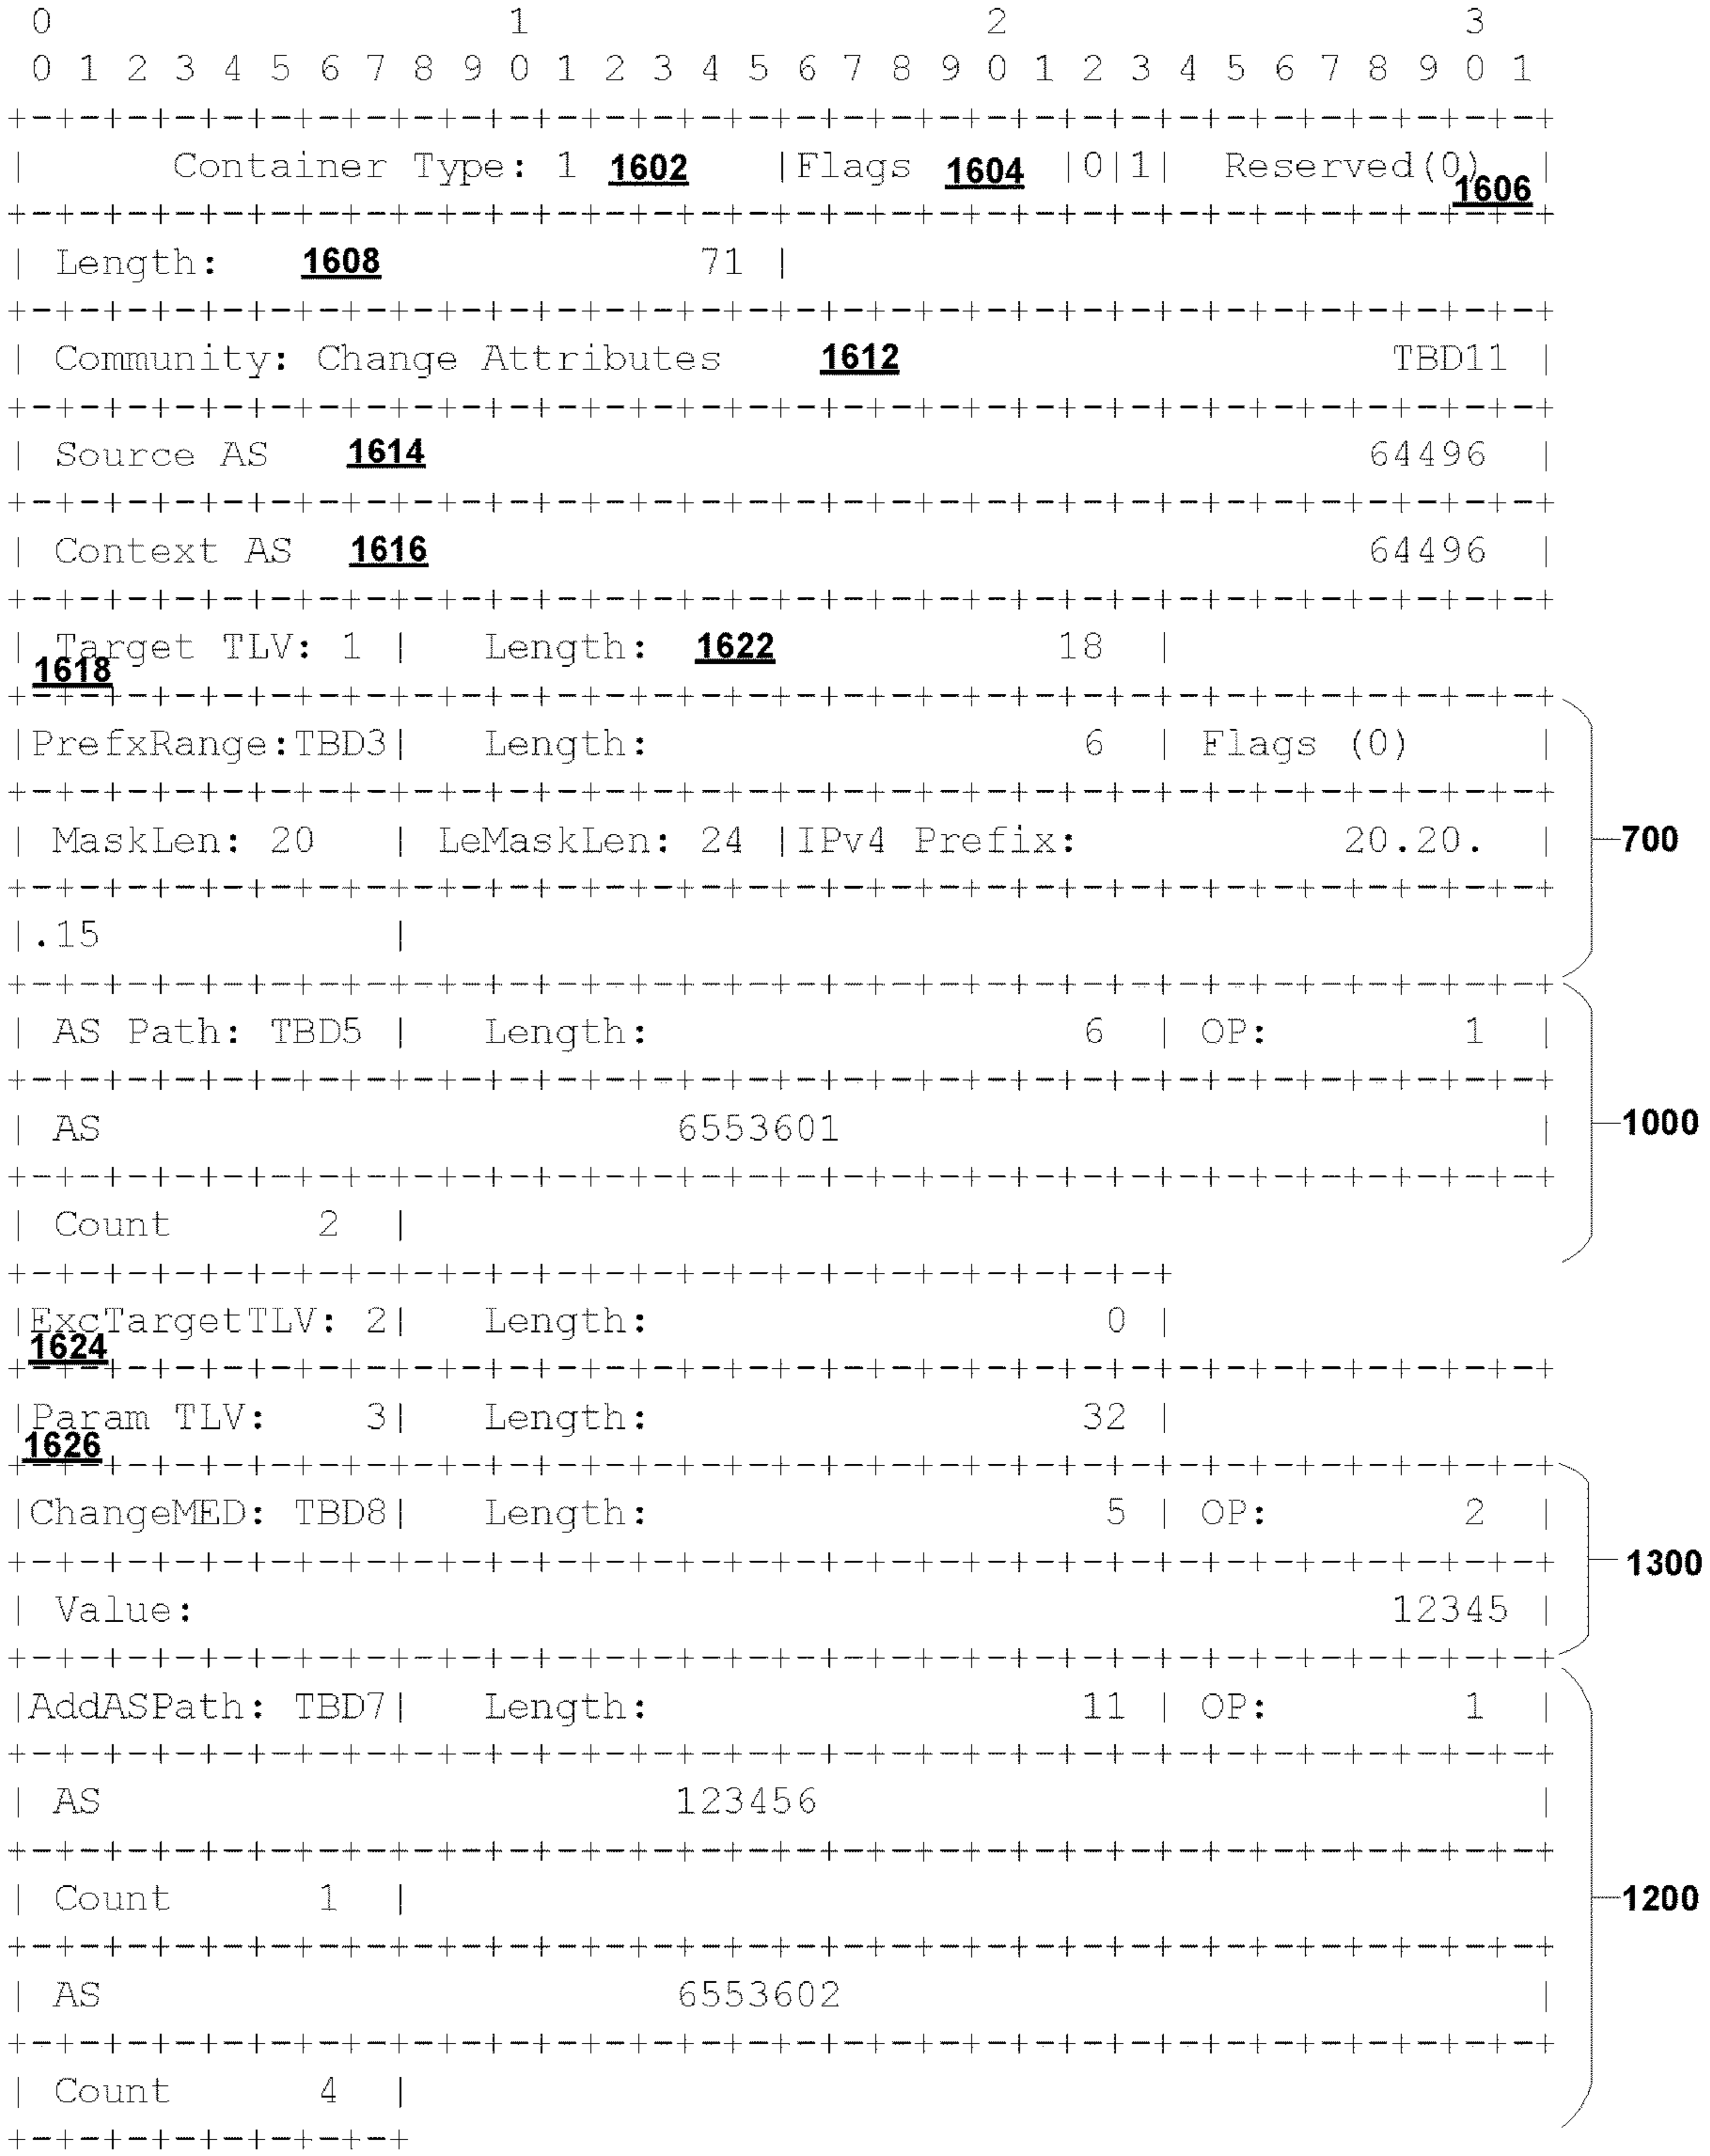 0 1 2 3
0 1 2 3 4 5 6 7 8 9 0 1 2 3 4 5 6 7 8 9 0 1 2 3 4 5 6 7 8 9 0 1
+-+-+-+-+-+-+-+-+-+-+-+-+-+-+-+-+-+-+-+-+-+-+-+-+-+-+-+-+-+-+-+-+
| Container Type: 1 1602 |Flags 1604 |0|1| Reserved(0) 1606 |
+-+-+-+-+-+-+-+-+-+-+-+-+-+-+-+-+-+-+-+-+-+-+-+-+-+-+-+-+-+-+-+-+
| Length: 1608 71 |
+-+-+-+-+-+-+-+-+-+-+-+-+-+-+-+-+-+-+-+-+-+-+-+-+-+-+-+-+-+-+-+-+
| Community: Change Attributes 1612 TBD11 |
+-+-+-+-+-+-+-+-+-+-+-+-+-+-+-+-+-+-+-+-+-+-+-+-+-+-+-+-+-+-+-+-+
| Source AS 1614 64496 |
+-+-+-+-+-+-+-+-+-+-+-+-+-+-+-+-+-+-+-+-+-+-+-+-+-+-+-+-+-+-+-+-+
| Context AS 1616 64496 |
+-+-+-+-+-+-+-+-+-+-+-+-+-+-+-+-+-+-+-+-+-+-+-+-+-+-+-+-+-+-+-+-+
| Target TLV: 1 | Length: 1622 18 |
1618
+-+-+-+-+-+-+-+-+-+-+-+-+-+-+-+-+-+-+-+-+-+-+-+-+-+-+-+-+-+-+-+-+
|PrefxRange:TBD3| Length: 6 | Flags (0) |
+-+-+-+-+-+-+-+-+-+-+-+-+-+-+-+-+-+-+-+-+-+-+-+-+-+-+-+-+-+-+-+-+
| MaskLen: 20 | LeMaskLen: 24 |IPv4 Prefix: 20.20. | 700
+-+-+-+-+-+-+-+-+-+-+-+-+-+-+-+-+-+-+-+-+-+-+-+-+-+-+-+-+-+-+-+-+
|.15 |
+-+-+-+-+-+-+-+-+-+-+-+-+-+-+-+-+-+-+-+-+-+-+-+-+-+-+-+-+-+-+-+-+
| AS Path: TBD5 | Length: 6 | OP: 1 |
+-+-+-+-+-+-+-+-+-+-+-+-+-+-+-+-+-+-+-+-+-+-+-+-+-+-+-+-+-+-+-+-+
| AS 6553601 | 1000
+-+-+-+-+-+-+-+-+-+-+-+-+-+-+-+-+-+-+-+-+-+-+-+-+-+-+-+-+-+-+-+-+
| Count 2 |
+-+-+-+-+-+-+-+-+-+-+-+-+-+-+-+-+-+-+-+-+-+-+-+-+
|ExcTargetTLV: 2| Length: 0 |
1624
+-+-+-+-+-+-+-+-+-+-+-+-+-+-+-+-+-+-+-+-+-+-+-+-+-+-+-+-+-+-+-+-+
|Param TLV: 3| Length: 32 |
1626
+-+-+-+-+-+-+-+-+-+-+-+-+-+-+-+-+-+-+-+-+-+-+-+-+-+-+-+-+-+-+-+-+
|ChangeMED: TBD8| Length: 5 | OP: 2 |
+-+-+-+-+-+-+-+-+-+-+-+-+-+-+-+-+-+-+-+-+-+-+-+-+-+-+-+-+-+-+-+-+ 1300
| Value: 12345 |
+-+-+-+-+-+-+-+-+-+-+-+-+-+-+-+-+-+-+-+-+-+-+-+-+-+-+-+-+-+-+-+-+
|AddASPath: TBD7| Length: 11 | OP: 1 |
+-+-+-+-+-+-+-+-+-+-+-+-+-+-+-+-+-+-+-+-+-+-+-+-+-+-+-+-+-+-+-+-+
| AS 123456 |
+-+-+-+-+-+-+-+-+-+-+-+-+-+-+-+-+-+-+-+-+-+-+-+-+-+-+-+-+-+-+-+-+
| Count 1 | 1200
+-+-+-+-+-+-+-+-+-+-+-+-+-+-+-+-+-+-+-+-+-+-+-+-+-+-+-+-+-+-+-+-+
| AS 6553602 |
+-+-+-+-+-+-+-+-+-+-+-+-+-+-+-+-+-+-+-+-+-+-+-+-+-+-+-+-+-+-+-+-+
| Count 4 |
+-+-+-+-+-+-+-+-+